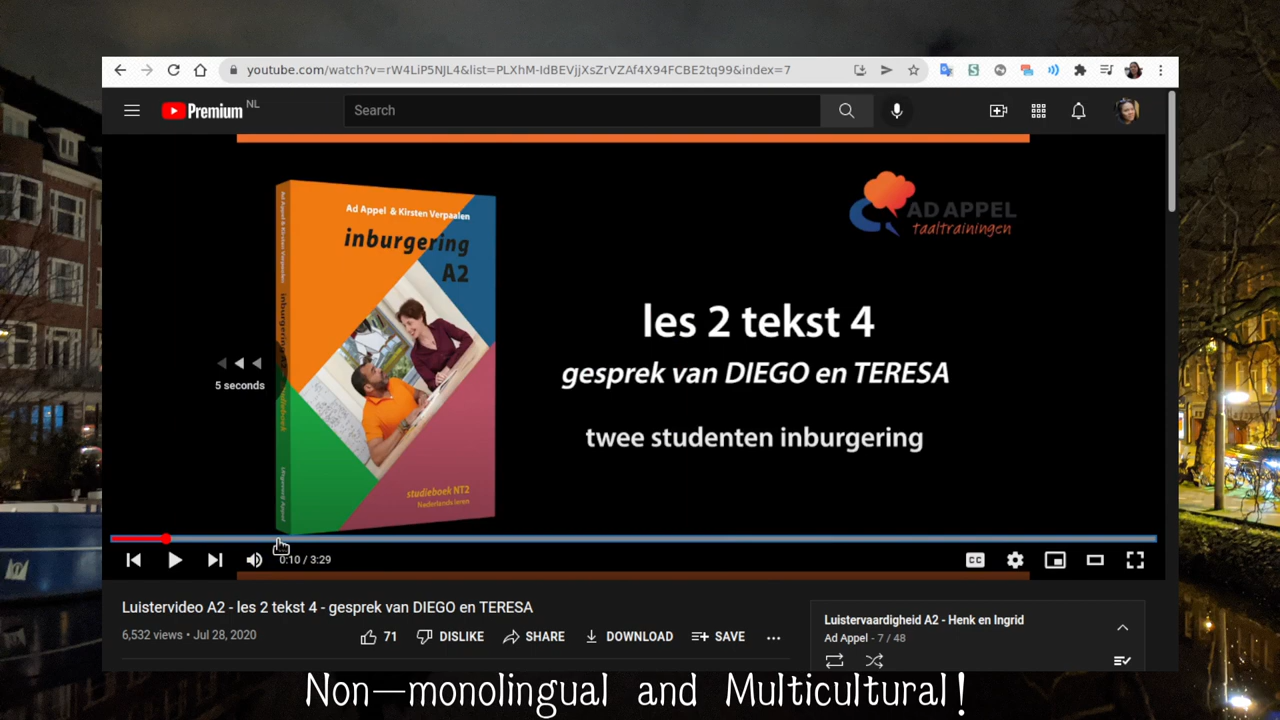 youtube.com/watch?v=rW4LiP5NJL4&list=PLXhM-IdBEVjjXsZrVZAf4X94FCBE2tq99&index=7
Premium NL
Search
Ad Appel & Kirsten Verpaalen
inburgering
A2
studieboek NT2
Nederlands leren
AD APPEL
taaltrainingen
les 2 tekst 4
gesprek van DIEGO en TERESA
twee studenten inburgering
5 seconds
0:10 / 3:29
CC
Luistervideo A2 - les 2 tekst 4 - gesprek van DIEGO en TERESA
6,532 views • Jul 28, 2020
71
DISLIKE
SHARE
DOWNLOAD
SAVE
Luistervaardigheid A2 - Henk en Ingrid
Ad Appel - 7 / 48
Non-monolingual and Multicultural!